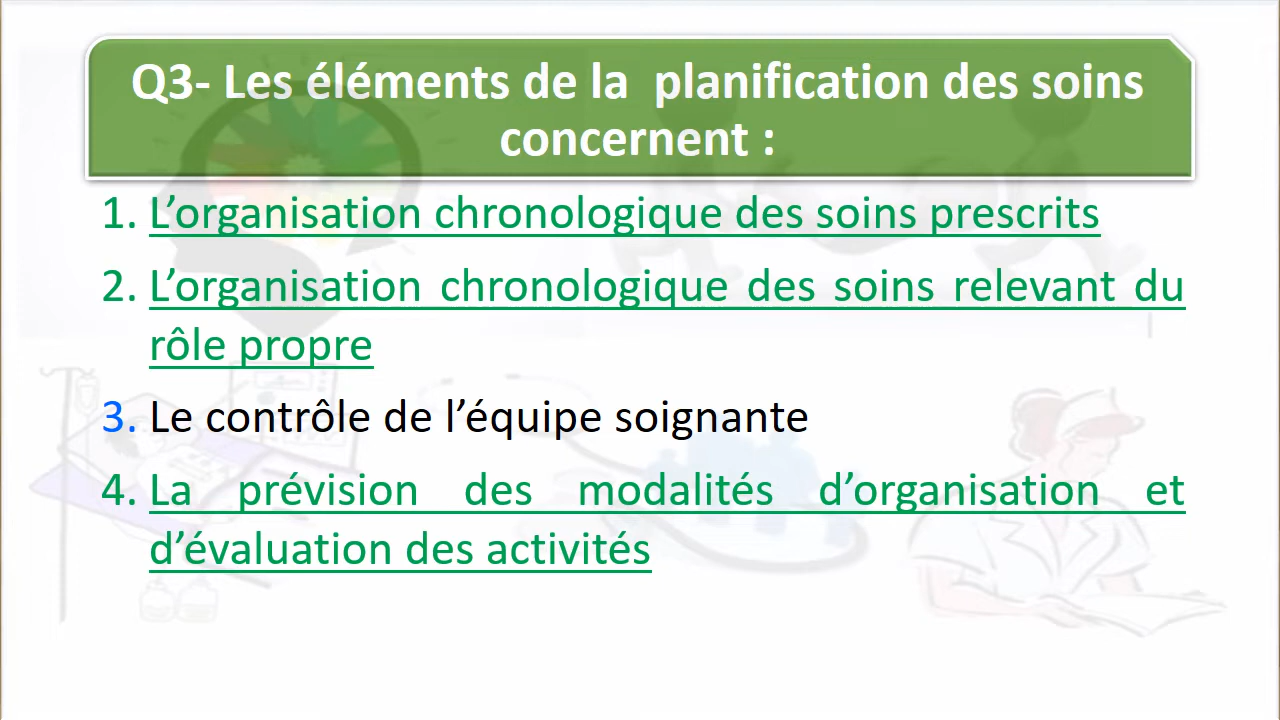 Q3- Les éléments de la  planification des soins
concernent :
1. L’organisation chronologique des soins prescrits
2. L’organisation chronologique des soins relevant du
rôle propre
3. Le contrôle de l’équipe soignante
4. La prévision des modalités d’organisation et
d’évaluation des activités